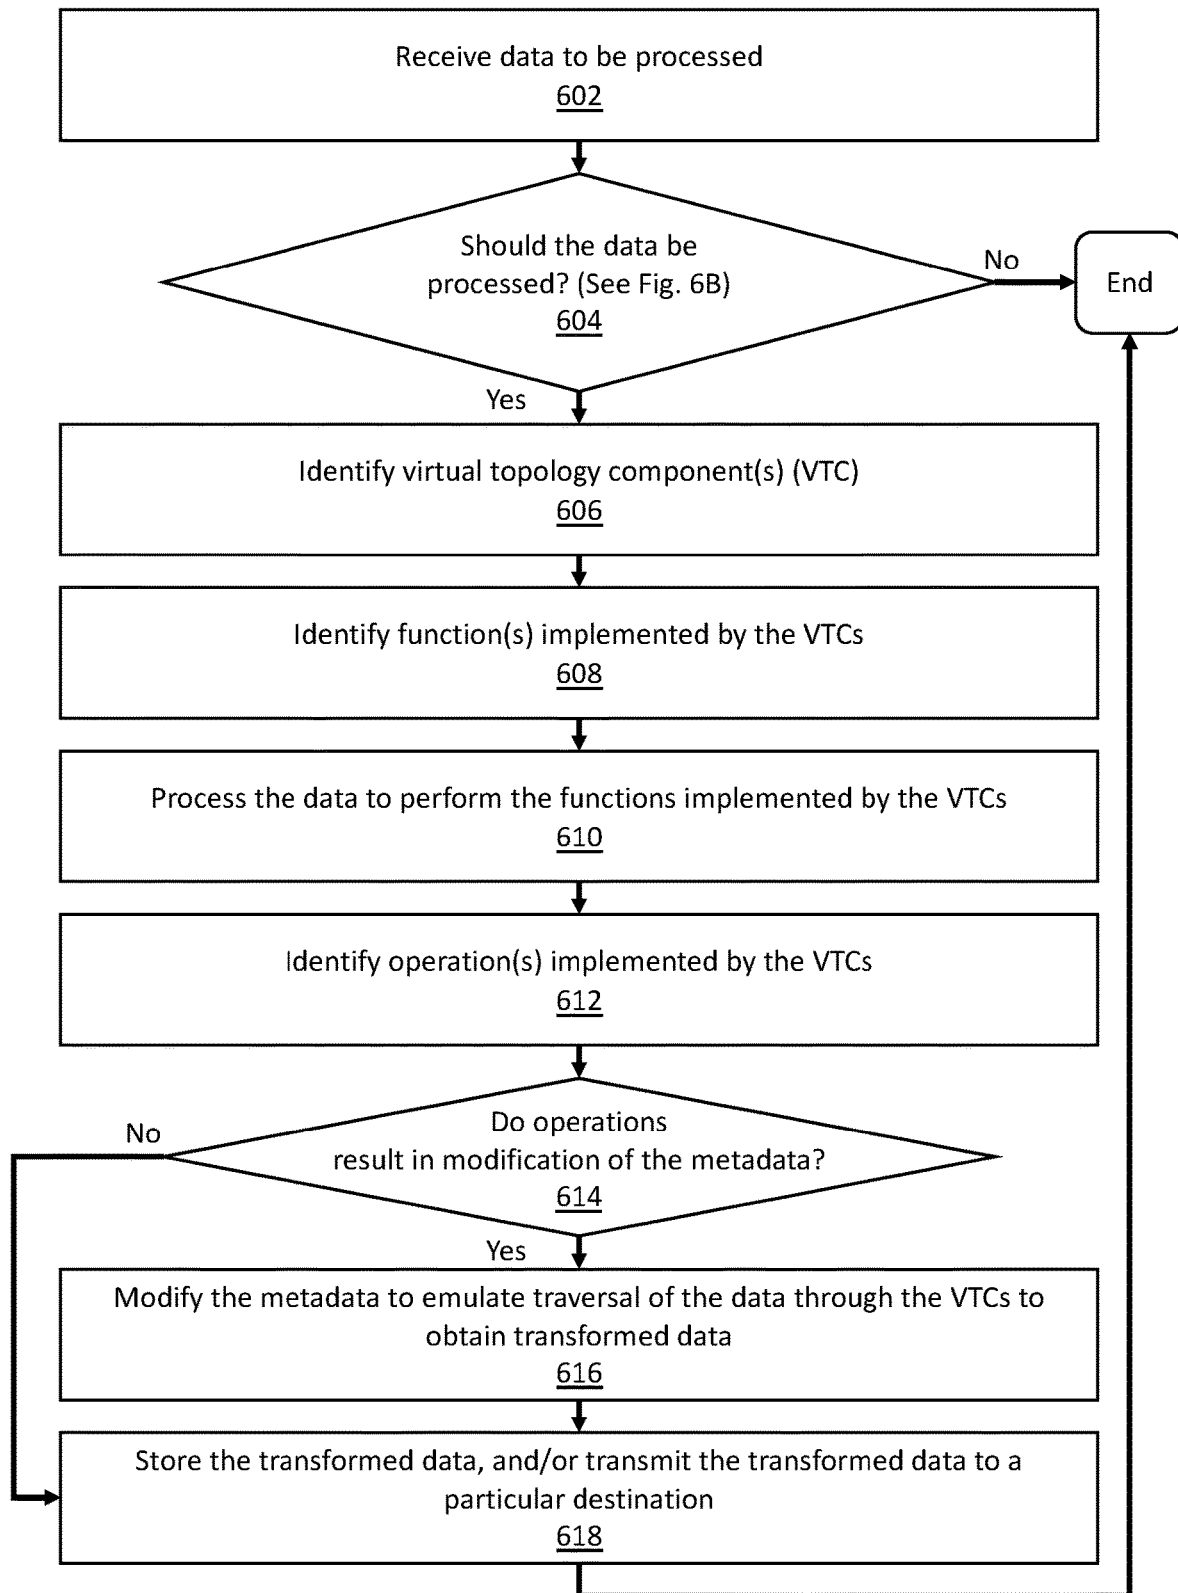 Receive data to be processed
602
Should the data be
processed? (See Fig. 6B)
604
No
End
Yes
Identify virtual topology component(s) (VTC)
606
Identify function(s) implemented by the VTCs
608
Process the data to perform the functions implemented by the VTCs
610
Identify operation(s) implemented by the VTCs
612
No
Do operations
result in modification of the metadata?
614
Yes
Modify the metadata to emulate traversal of the data through the VTCs to
obtain transformed data
616
Store the transformed data, and/or transmit the transformed data to a
particular destination
618